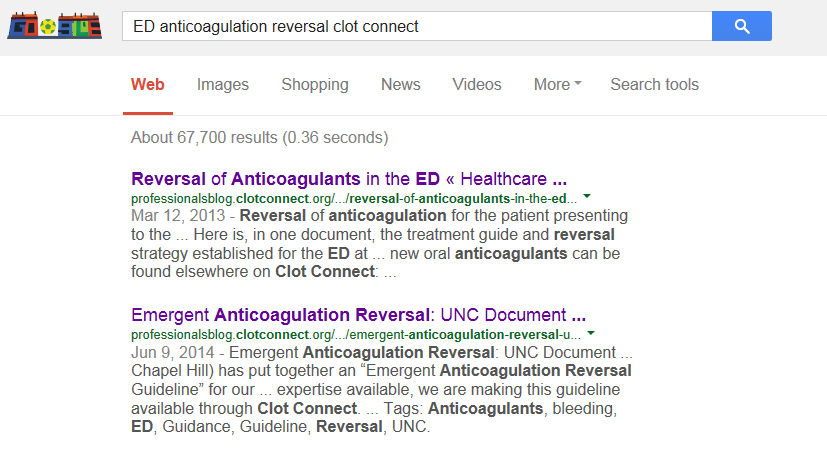 GOOGLE
ED anticoagulation reversal clot connect
Web Images Shopping News Videos More Search tools
About 67,700 results (0.36 seconds)
Reversal of Anticoagulants in the ED « Healthcare ...
professionalsblog.clotconnect.org/.../reversal-of-anticoagulants-in-the-ed...
Mar 12, 2013 - Reversal of anticoagulation for the patient presenting
to the ... Here is, in one document, the treatment guide and reversal
strategy established for the ED at ... new oral anticoagulants can be
found elsewhere on Clot Connect: ...
Emergent Anticoagulation Reversal: UNC Document ...
professionalsblog.clotconnect.org/.../emergent-anticoagulation-reversal-u...
Jun 9, 2014 - Emergent Anticoagulation Reversal: UNC Document ...
Chapel Hill) has put together an “Emergent Anticoagulation Reversal
Guideline” for our ... expertise available, we are making this guideline
available through Clot Connect. ... Tags: Anticoagulants, bleeding,
ED, Guidance, Guideline, Reversal, UNC.